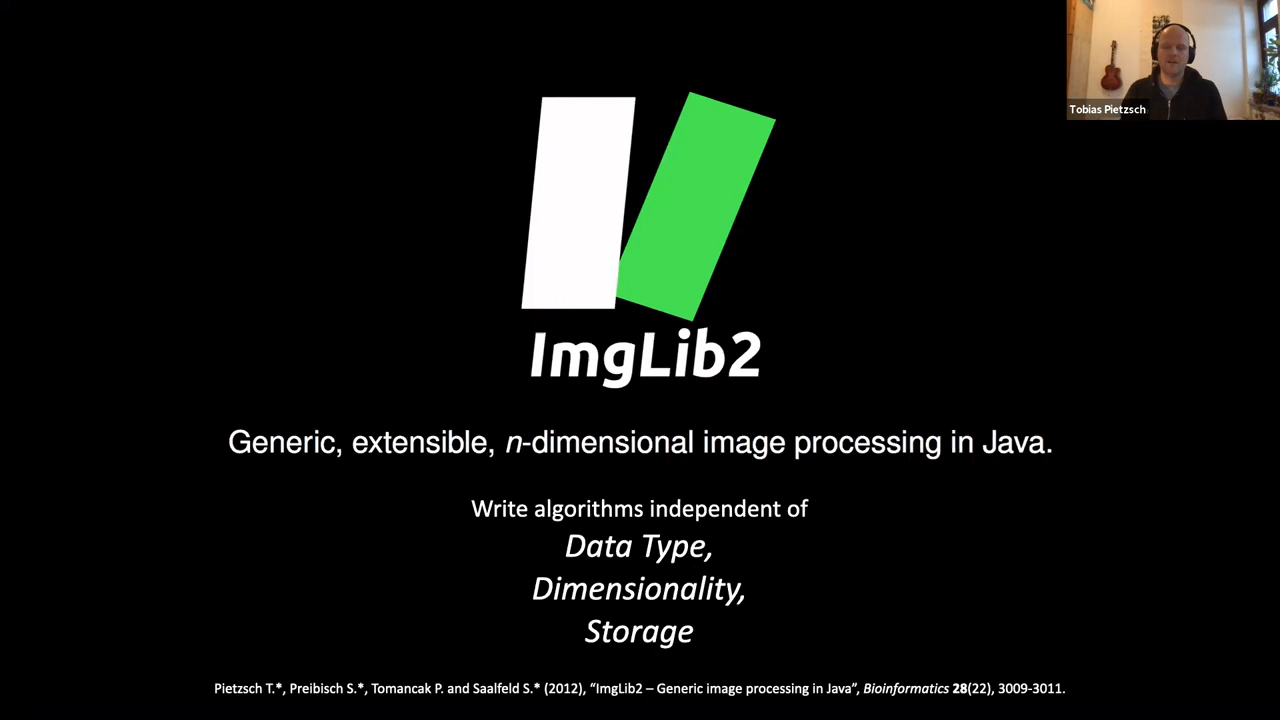 Tobias Pietzsch
ImgLib2
Generic, extensible, n-dimensional image processing in Java.
Write algorithms independent of
Data Type,
Dimensionality,
Storage
Pietzsch T.*, Preibisch S.*, Tomancak P. and Saalfeld S.* (2012), “ImgLib2 – Generic image processing in Java”, Bioinformatics 28(22), 3009-3011.